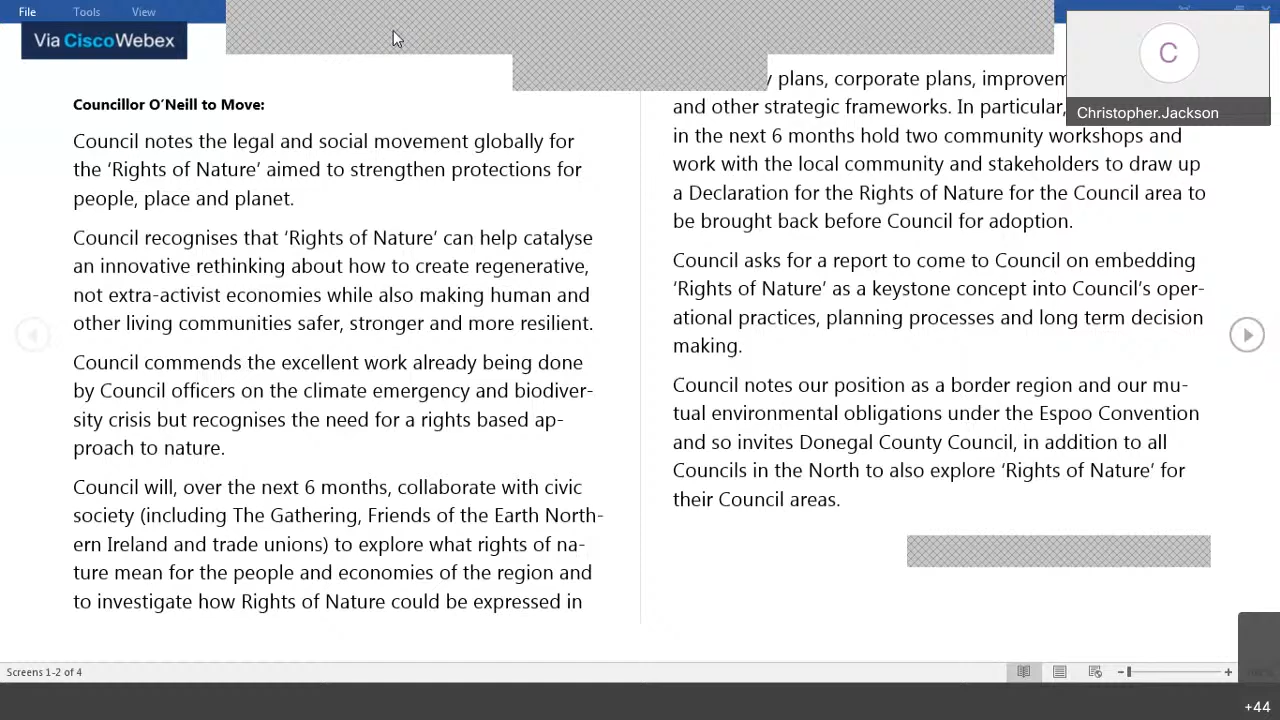 File Tools View
Via CiscoWebex
Councillor O´Neill to Move:
Council notes the legal and social movement globally for
the ‘Rights of Nature’ aimed to strengthen protections for
people, place and planet.
Council recognises that ‘Rights of Nature’ can help catalyse
an innovative rethinking about how to create regenerative,
not extra-activist economies while also making human and
other living communities safer, stronger and more resilient.
Council commends the excellent work already being done
by Council officers on the climate emergency and biodiver-
sity crisis but recognises the need for a rights based ap-
proach to nature.
Council will, over the next 6 months, collaborate with civic
society (including The Gathering, Friends of the Earth North-
ern Ireland and trade unions) to explore what rights of na-
ture mean for the people and economies of the region and
to investigate how Rights of Nature could be expressed in
plans, corporate plans,
and other strategic frameworks. In particular,
in the next 6 months hold two community workshops and
work with the local community and stakeholders to draw up
a Declaration for the Rights of Nature for the Council area to
be brought back before Council for adoption.
Council asks for a report to come to Council on embedding
‘Rights of Nature’ as a keystone concept into Council’s oper-
ational practices, planning processes and long term decision
making.
Council notes our position as a border region and our mu-
tual environmental obligations under the Espoo Convention
and so invites Donegal County Council, in addition to all
Councils in the North to also explore ‘Rights of Nature’ for
their Council areas.
C
Christopher.Jackson
Screens 1-2 of 4
+44